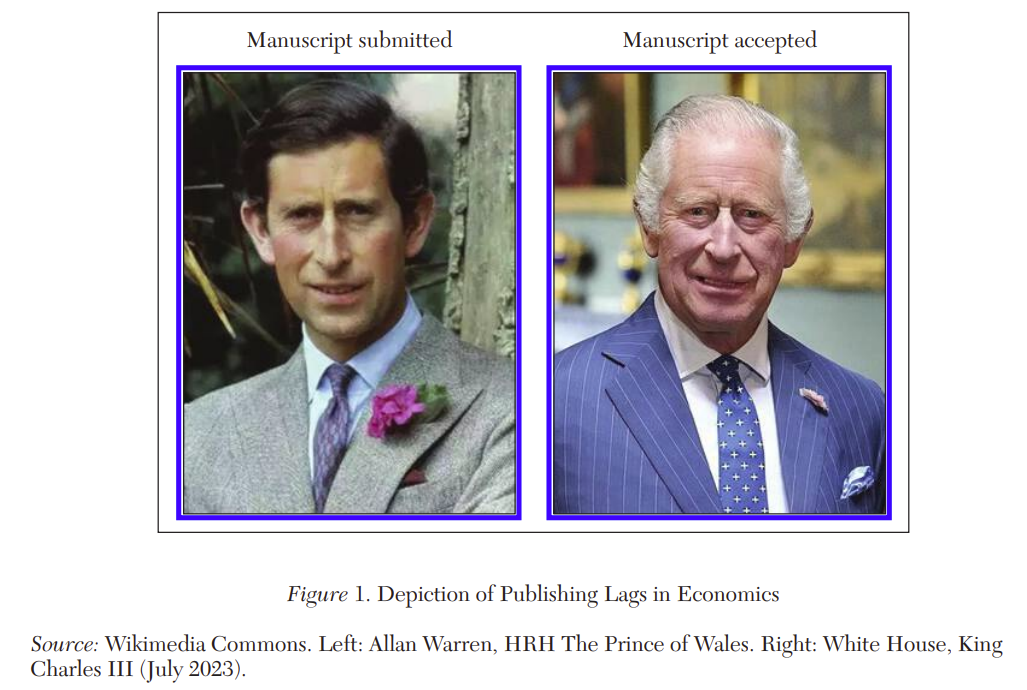 Manuscript submitted
Manuscript accepted
Figure 1. Depiction of Publishing Lags in Economics
Source: Wikimedia Commons. Left: Allan Warren, HRH The Prince of Wales. Right: White House, King
Charles III (July 2023).